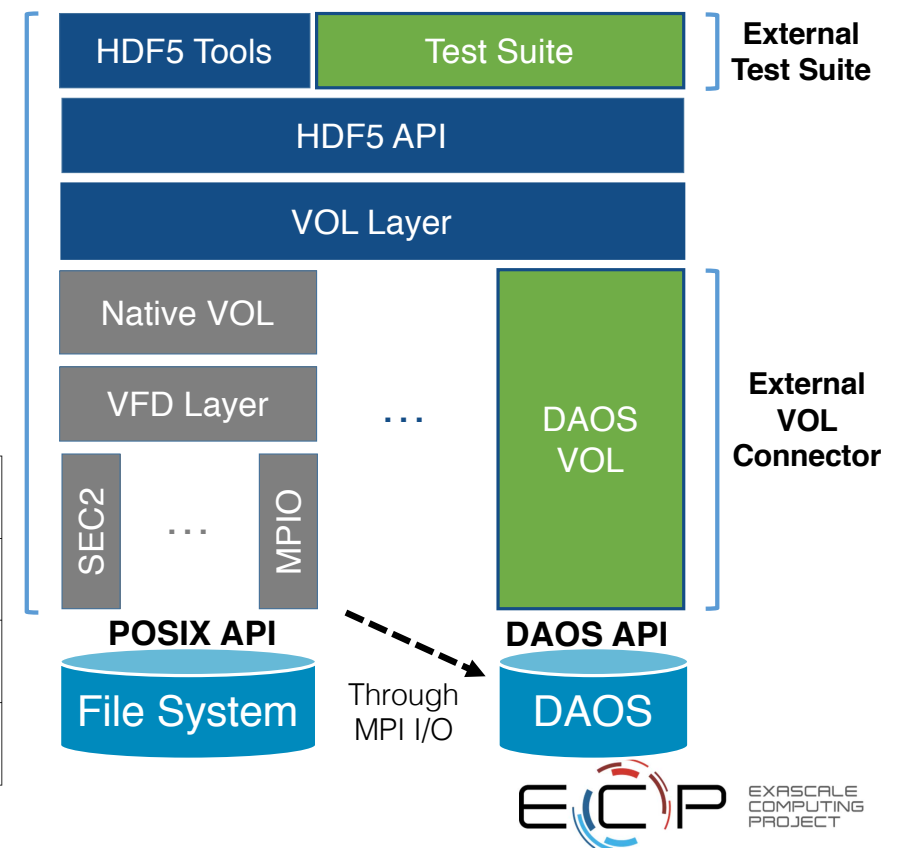 HDF5 Tools
Test Suite
External
Test Suite
HDF5 API
VOL Layer
Native VOL
VFD Layer
...
DAOS
VOL
External
VOL
Connector
SEC2
...
MPIO
POSIX API
DAOS API
File System
Through
MPI I/O
DAOS
ECP
EXASCALE
COMPUTING
PROJECT